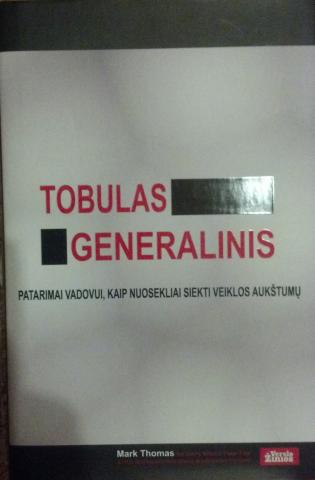 TOBULAS
GENERALINIS
PATARIMAI VADOVUI, KAIP NUOSEKLIAI SIEKTI VEIKLOS AUKŠTUMŲ
Mark Thomas
Verslo
Žinios